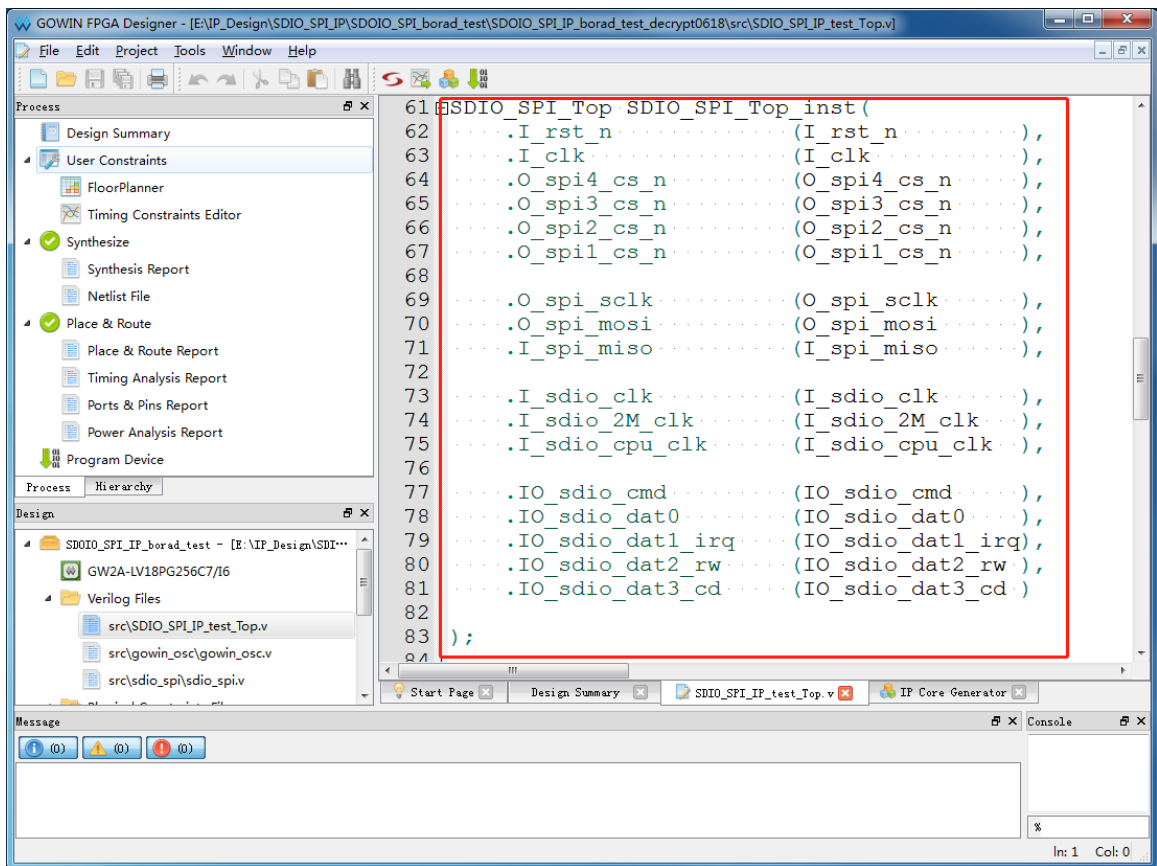 GOWIN FPGA Designer - [E:\IP_Design\SDIO_SPI_IP\SDOIO_SPI_borad_test\SDOIO_SPI_IP_borad_test_decrypt0618\src\SDIO_SPI_IP_test_Top.v]
File Edit Project Tools Window Help
Process
Design Summary
User Constraints
FloorPlanner
Timing Constraints Editor
Synthesize
Synthesis Report
Netlist File
Place & Route
Place & Route Report
Timing Analysis Report
Ports & Pins Report
Power Analysis Report
Program Device
Process Hierarchy
Design
SDOIO_SPI_IP_borad_test - [E:\IP_Design\SDI...
GW2A-LV18PG256C7/I6
Verilog Files
src\SDIO_SPI_IP_test_Top.v
src\gowin_osc\gowin_osc.v
src\sdio_spi\sdio_spi.v
61 SDIO_SPI_Top SDIO_SPI_Top_inst(
62 .I_rst_n (I_rst_n ),
63 .I_clk (I_clk ),
64 .O_spi4_cs_n (O_spi4_cs_n ),
65 .O_spi3_cs_n (O_spi3_cs_n ),
66 .O_spi2_cs_n (O_spi2_cs_n ),
67 .O_spi1_cs_n (O_spi1_cs_n ),
68
69 .O_spi_sclk (O_spi_sclk ),
70 .O_spi_mosi (O_spi_mosi ),
71 .I_spi_miso (I_spi_miso ),
72
73 .I_sdio_clk (I_sdio_clk ),
74 .I_sdio_2M_clk (I_sdio_2M_clk ),
75 .I_sdio_cpu_clk (I_sdio_cpu_clk ),
76
77 .IO_sdio_cmd (IO_sdio_cmd ),
78 .IO_sdio_dat0 (IO_sdio_dat0 ),
79 .IO_sdio_dat1_irq (IO_sdio_dat1_irq),
80 .IO_sdio_dat2_rw (IO_sdio_dat2_rw ),
81 .IO_sdio_dat3_cd (IO_sdio_dat3_cd )
82
83 );
84
Start Page Design Summary SDIO_SPI_IP_test_Top.v IP Core Generator
Message
(0) (0) (0)
Console
%
ln: 1 Col: 0